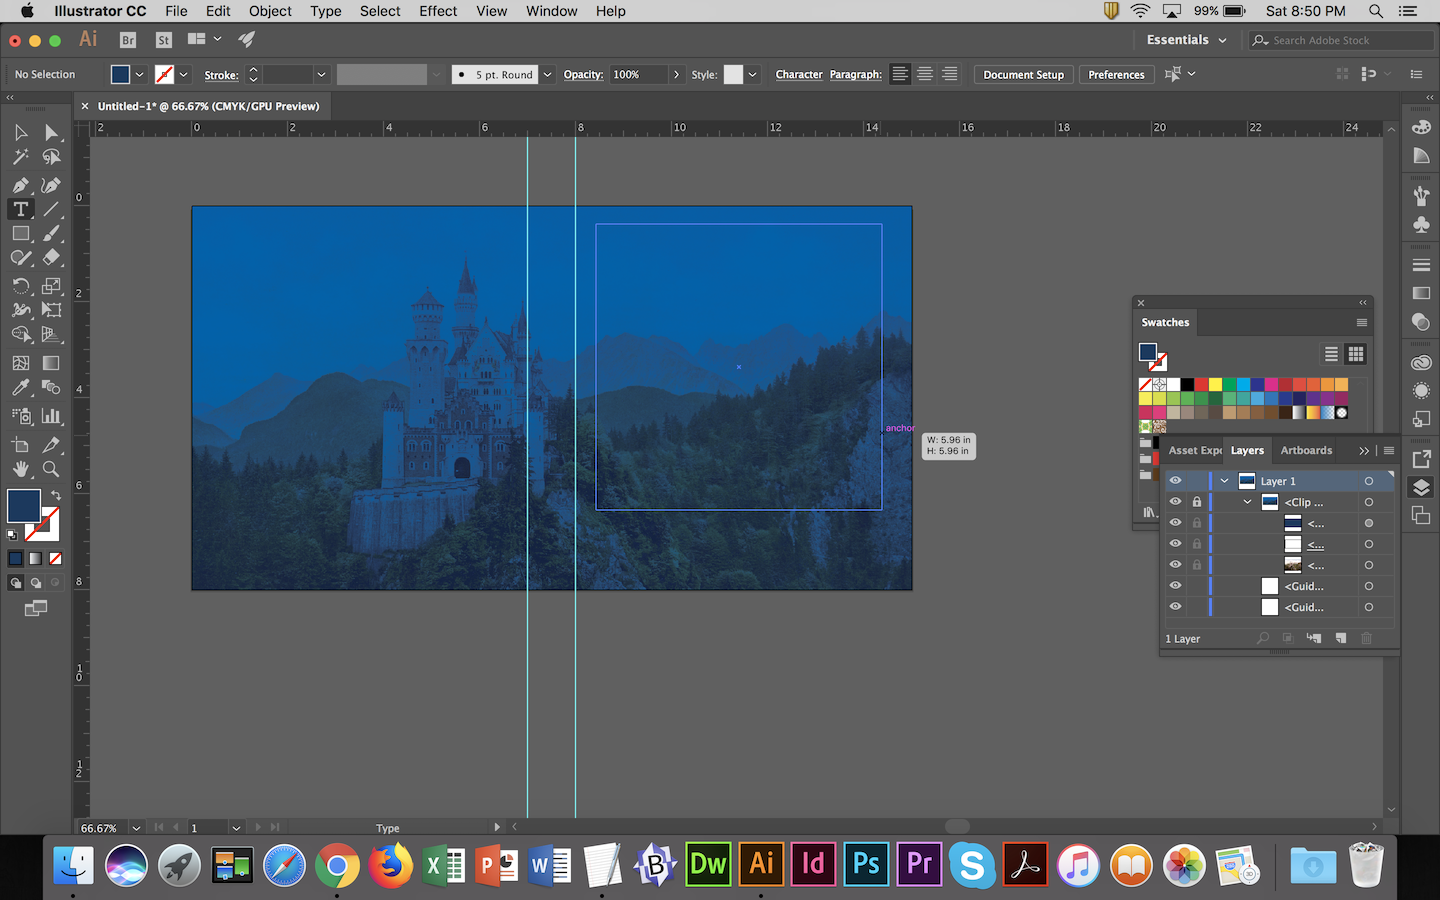 Illustrator CC File Edit Object Type Select Effect View Window Help 99% Sat 8:50 PM
Ai Br St Essentials Search Adobe Stock
No Selection Stroke: 5 pt. Round Opacity: 100% Style: Character Paragraph: Document Setup Preferences
Untitled-1* @ 66.67% (CMYK/GPU Preview)
2 0 2 4 6 8 10 12 14 16 18 20 22 24
0
2
4
6
8
10
12
anchor
W: 5.96 in
H: 5.96 in
Swatches
Asset Expo Layers Artboards
Layer 1
<Clip ...
<...
<...
<...
<Guid...
<Guid...
1 Layer
66.67% 1 Type
X P W B Dw Ai Id Ps Pr S
3D